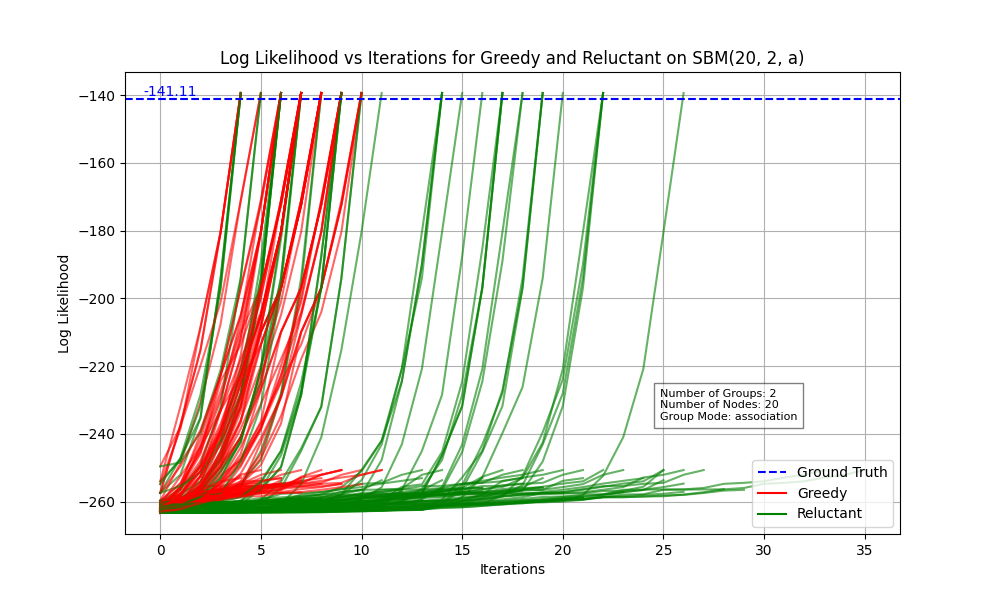 Log Likelihood vs Iterations for Greedy and Reluctant on SBM(20, 2, a)
-141.11
−140
−160
−180
−200
−220
−240
−260
Log Likelihood
Number of Groups: 2
Number of Nodes: 20
Group Mode: association
Ground Truth
Greedy
Reluctant
0 5 10 15 20 25 30 35
Iterations